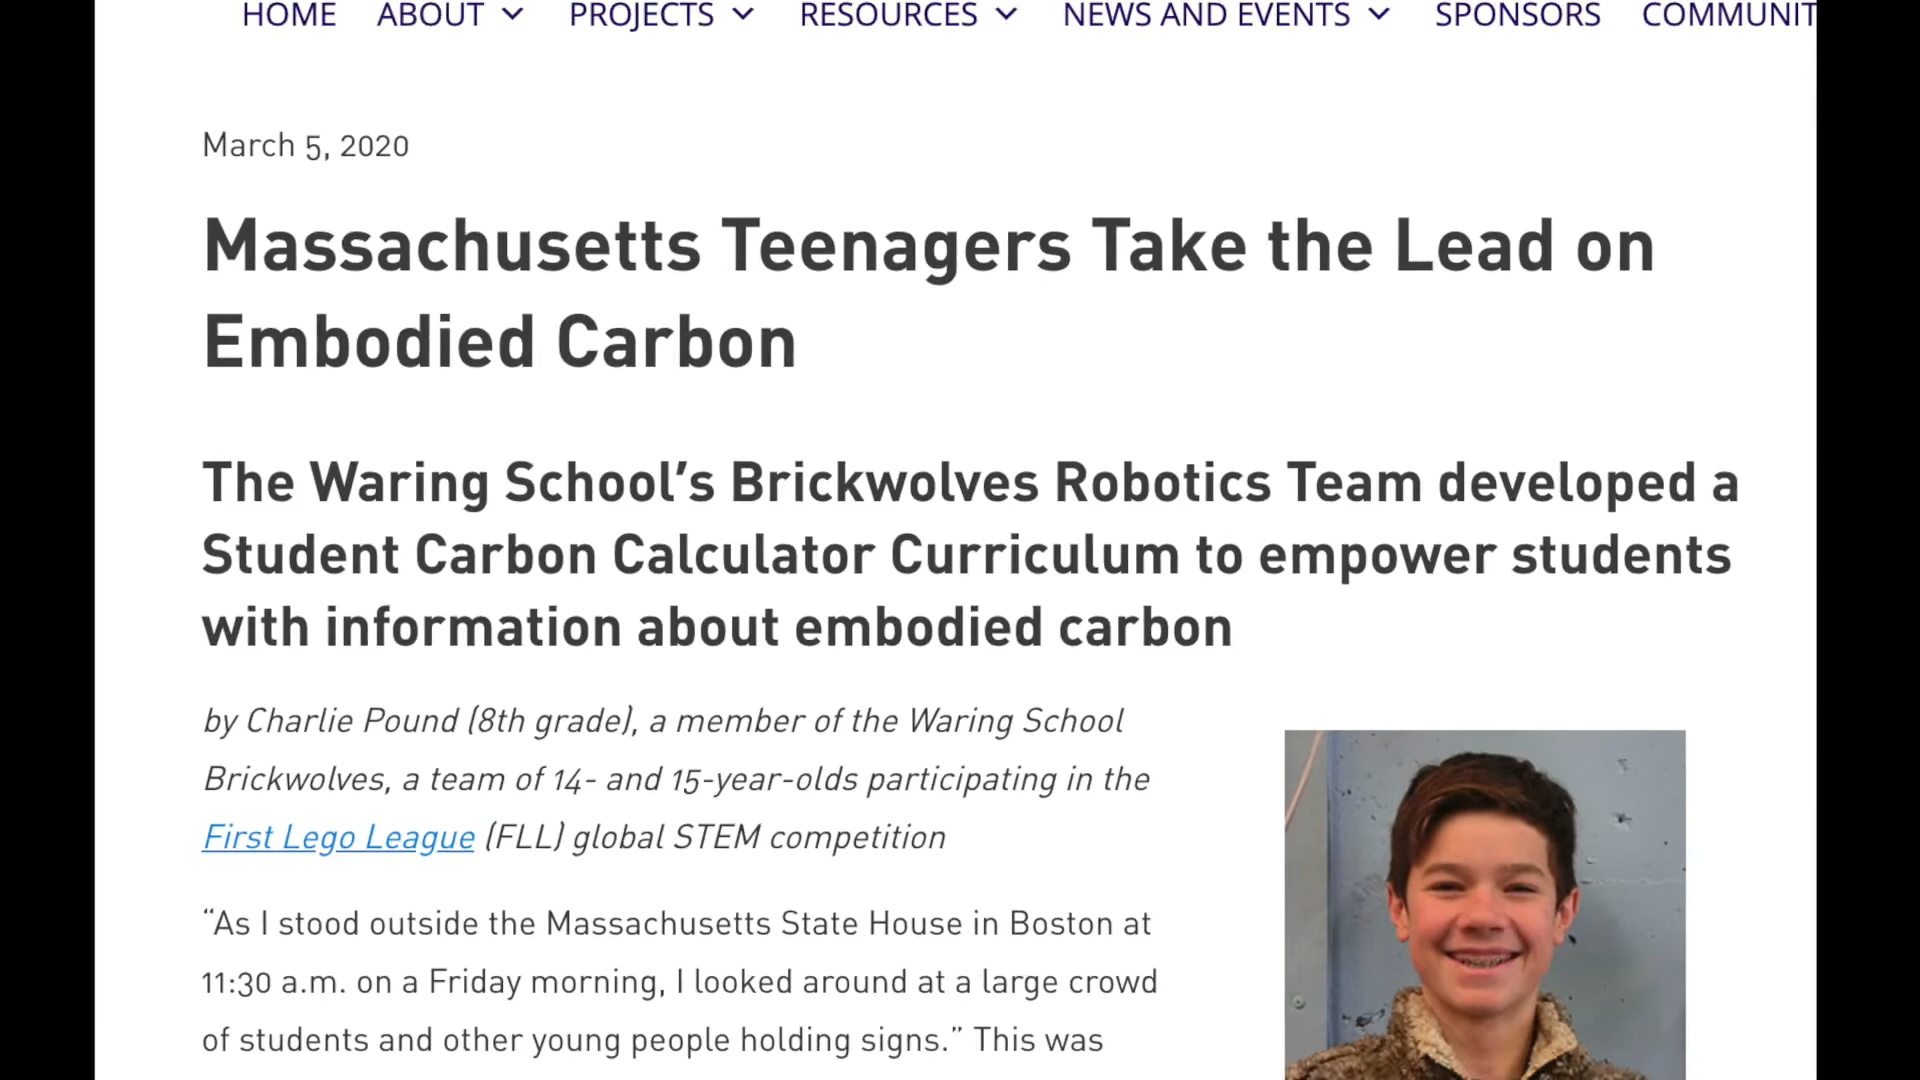 HOME ABOUT PROJECTS RESOURCES NEWS AND EVENTS SPONSORS COMMUNIT
March 5, 2020
Massachusetts Teenagers Take the Lead on
Embodied Carbon
The Waring School’s Brickwolves Robotics Team developed a
Student Carbon Calculator Curriculum to empower students
with information about embodied carbon
by Charlie Pound (8th grade), a member of the Waring School
Brickwolves, a team of 14- and 15-year-olds participating in the
First Lego League (FLL) global STEM competition
“As I stood outside the Massachusetts State House in Boston at
11:30 a.m. on a Friday morning, I looked around at a large crowd
of students and other young people holding signs.” This was